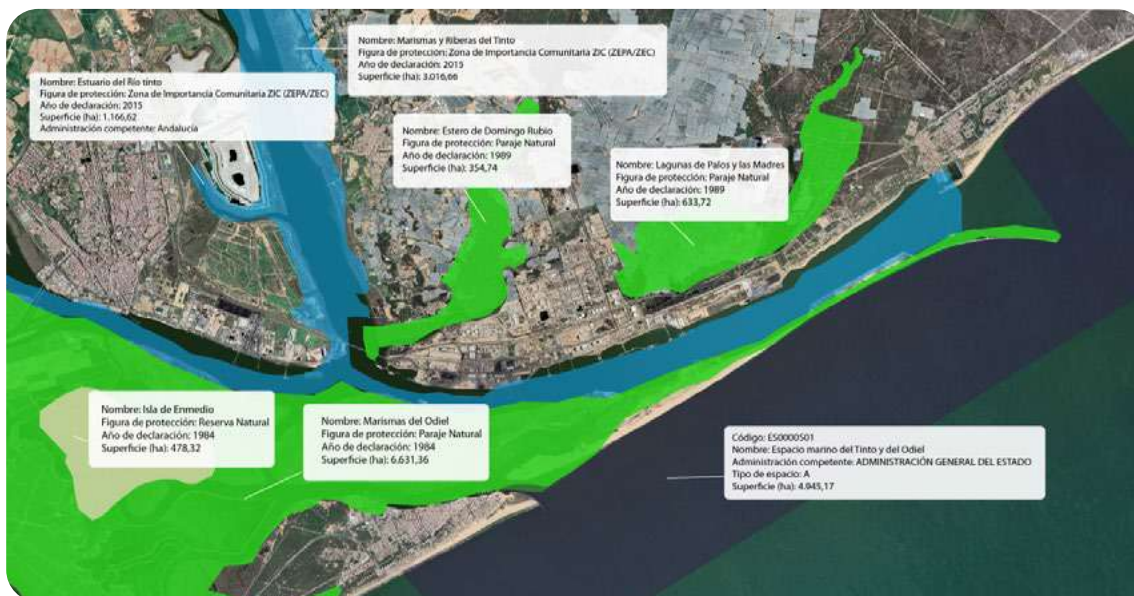 Nombre: Marismas y Riberas del Tinto
Figura de protección: Zona de Importancia Comunitaria ZIC (ZEPA/ZEC)
Año de declaración: 2015
Superficie (ha): 3.016,66
Nombre: Estuario del Río tinto
Figura de protección: Zona de Importancia Comunitaria ZIC (ZEPA/ZEC)
Año de declaración; 2015
Superficie (ha): 1.166,62
Administración competente: Andalucía
Nombre: Estero de Domingo Rubio
Figura de protección: Paraje Natural
Año de declaración: 1989
Superficie (ha): 354,74
Nombre: Lagunas de Palos y las Madres
Figura de protección: Paraje Natural
Año de declaración: 1989
Superficie (ha): 633,72
Nombre: Isla de Enmedio
Figura de protección: Reserva Natural
Año de declaración: 1984
Superficie (ha): 478,32
Nombre: Marismas del Odiel
Figura de protección: Paraje Natural
Año de declaración: 1984
Superficie (ha): 6.631,36
Código: ES0000501
Nombre: Espacio marino del Tinto y del Odiel
Administración competente: ADMINISTRACIÓN GENERAL DEL ESTADO
Tipo de espacio: A
Superficie (ha): 4.945,17